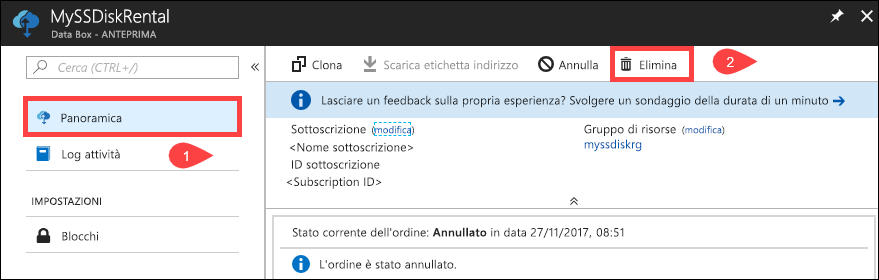 MySSDiskRental
Data Box - ANTEPRIMA
Cerca (CTRL+/)
Panoramica
Log attività
1
IMPOSTAZIONI
Blocchi
Clona
Scarica etichetta indirizzo
Annulla
Elimina
2
Lasciare un feedback sulla propria esperienza? Svolgere un sondaggio della durata di un minuto →
Sottoscrizione (modifica)
<Nome sottoscrizione>
ID sottoscrizione
<Subscription ID>
Gruppo di risorse (modifica)
myssdiskrg
Stato corrente dell'ordine: Annullato in data 27/11/2017, 08:51
L'ordine è stato annullato.